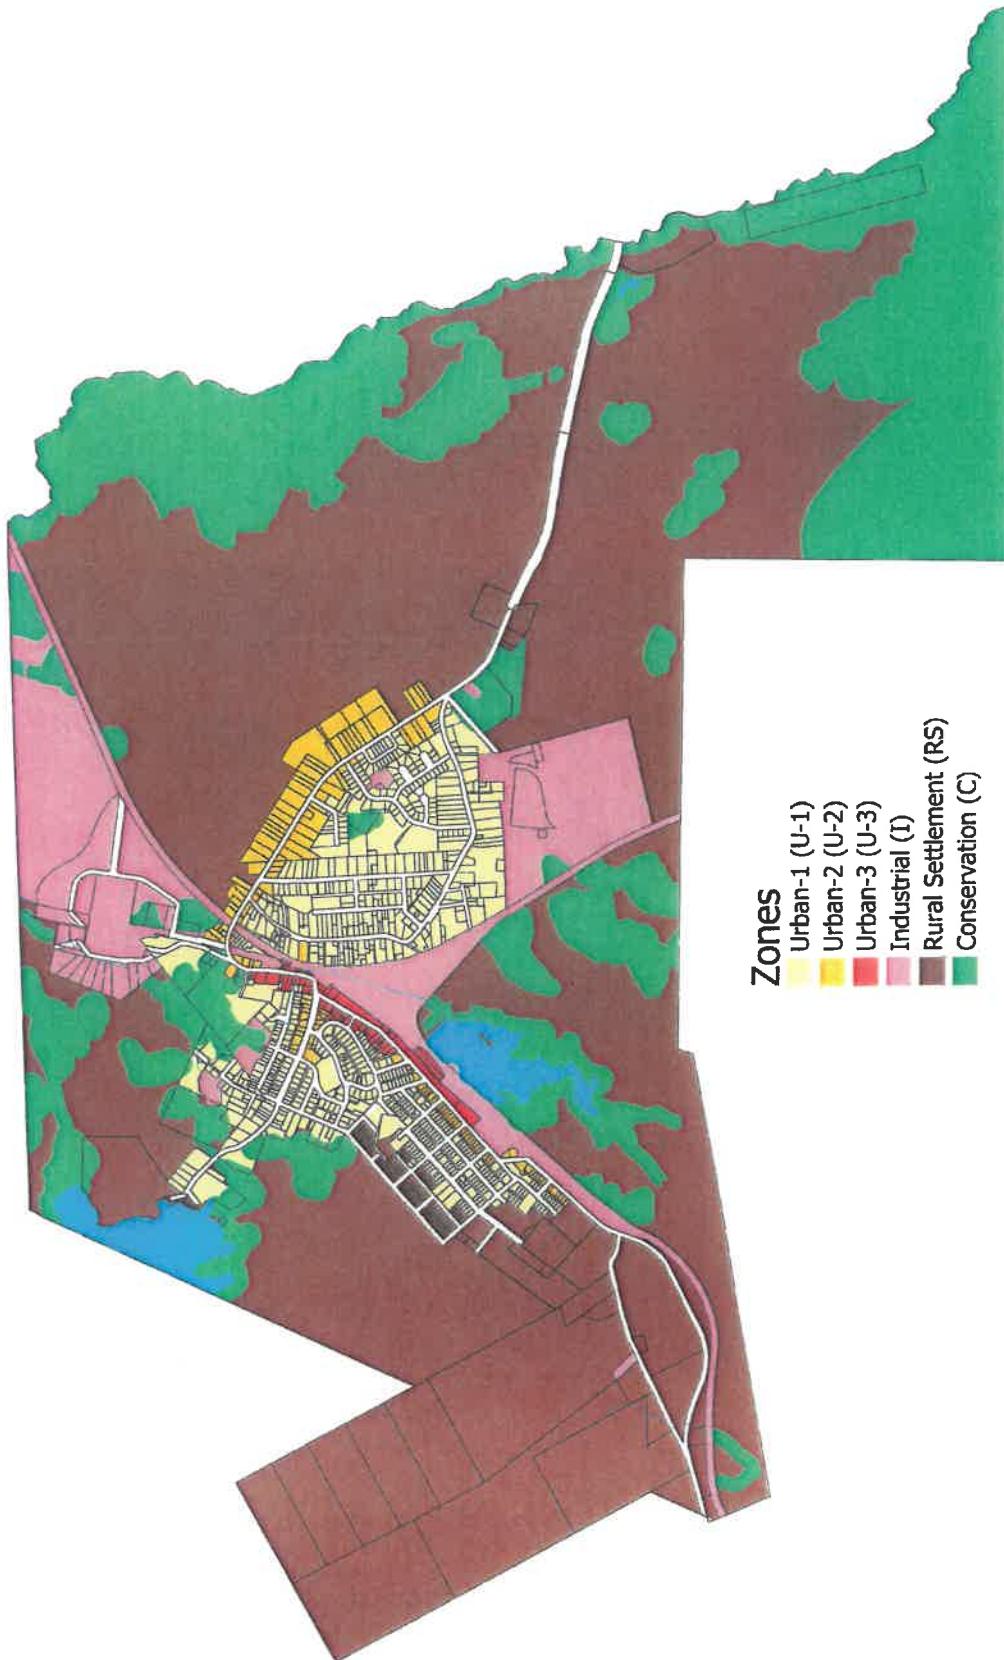 Zones
Urban-1 (U-1)
Urban-2 (U-2)
Urban-3 (U-3)
Industrial (I)
Rural Settlement (RS)
Conservation (C)